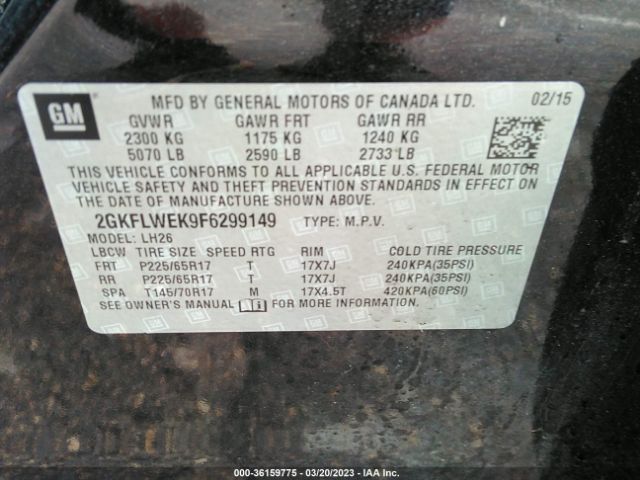 GM
MFD BY GENERAL MOTORS OF CANADA LTD. 02/15
GVWR GAWR FRT GAWR RR
2300 KG 1175 KG 1240 KG
5070 LB 2590 LB 2733 LB
THIS VEHICLE CONFORMS TO ALL APPLICABLE U.S. FEDERAL MOTOR
VEHICLE SAFETY AND THEFT PREVENTION STANDARDS IN EFFECT ON
THE DATE OF MANUFACTURE SHOWN ABOVE.
2GKFLWEK9F6299149 TYPE: M.P.V.
MODEL: LH26
LBCW TIRE SIZE SPEED RTG RIM COLD TIRE PRESSURE
FRT P225/65R17 T 17X7J 240KPA(35PSI)
RR P225/65R17 T 17X7J 240KPA(35PSI)
SPA T145/70R17 M 17X4.5T 420KPA(60PSI)
SEE OWNER'S MANUAL
000-36159775 - 03/20/2023 - IAA Inc.